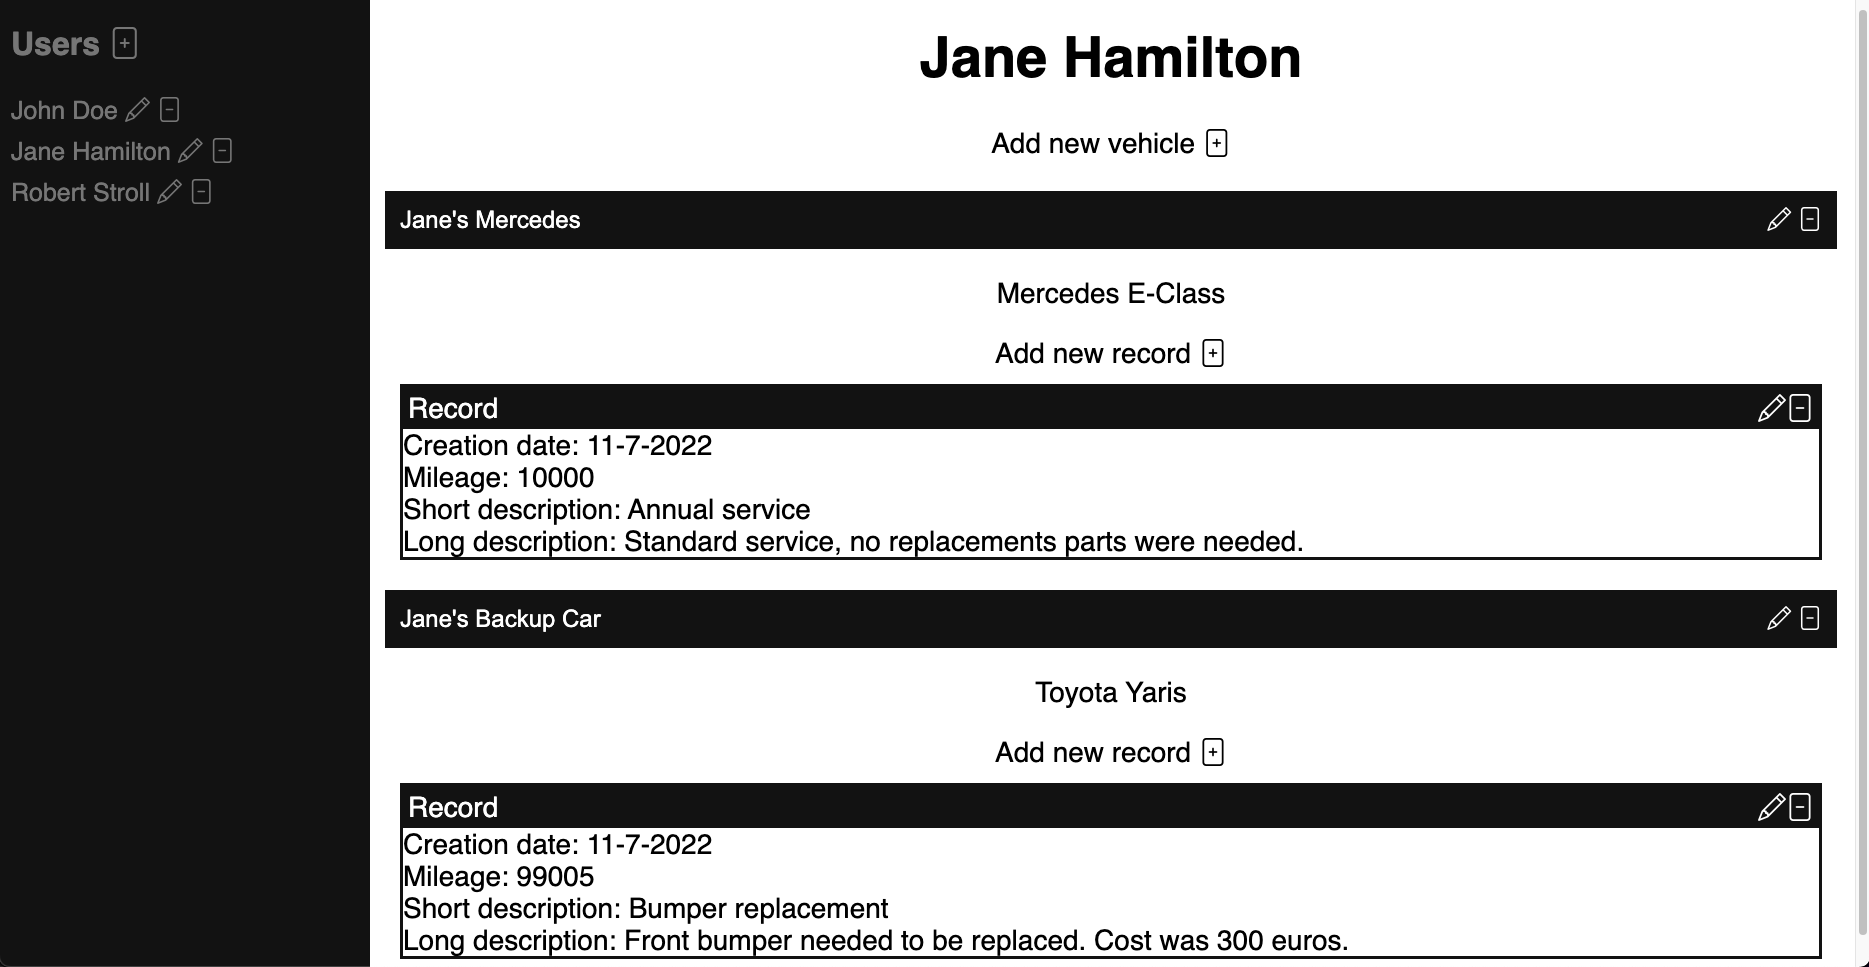 Users
John Doe
Jane Hamilton
Robert Stroll
Jane Hamilton
Add new vehicle
Jane's Mercedes
Mercedes E-Class
Add new record
Record
Creation date: 11-7-2022
Mileage: 10000
Short description: Annual service
Long description: Standard service, no replacements parts were needed.
Jane's Backup Car
Toyota Yaris
Add new record
Record
Creation date: 11-7-2022
Mileage: 99005
Short description: Bumper replacement
Long description: Front bumper needed to be replaced. Cost was 300 euros.